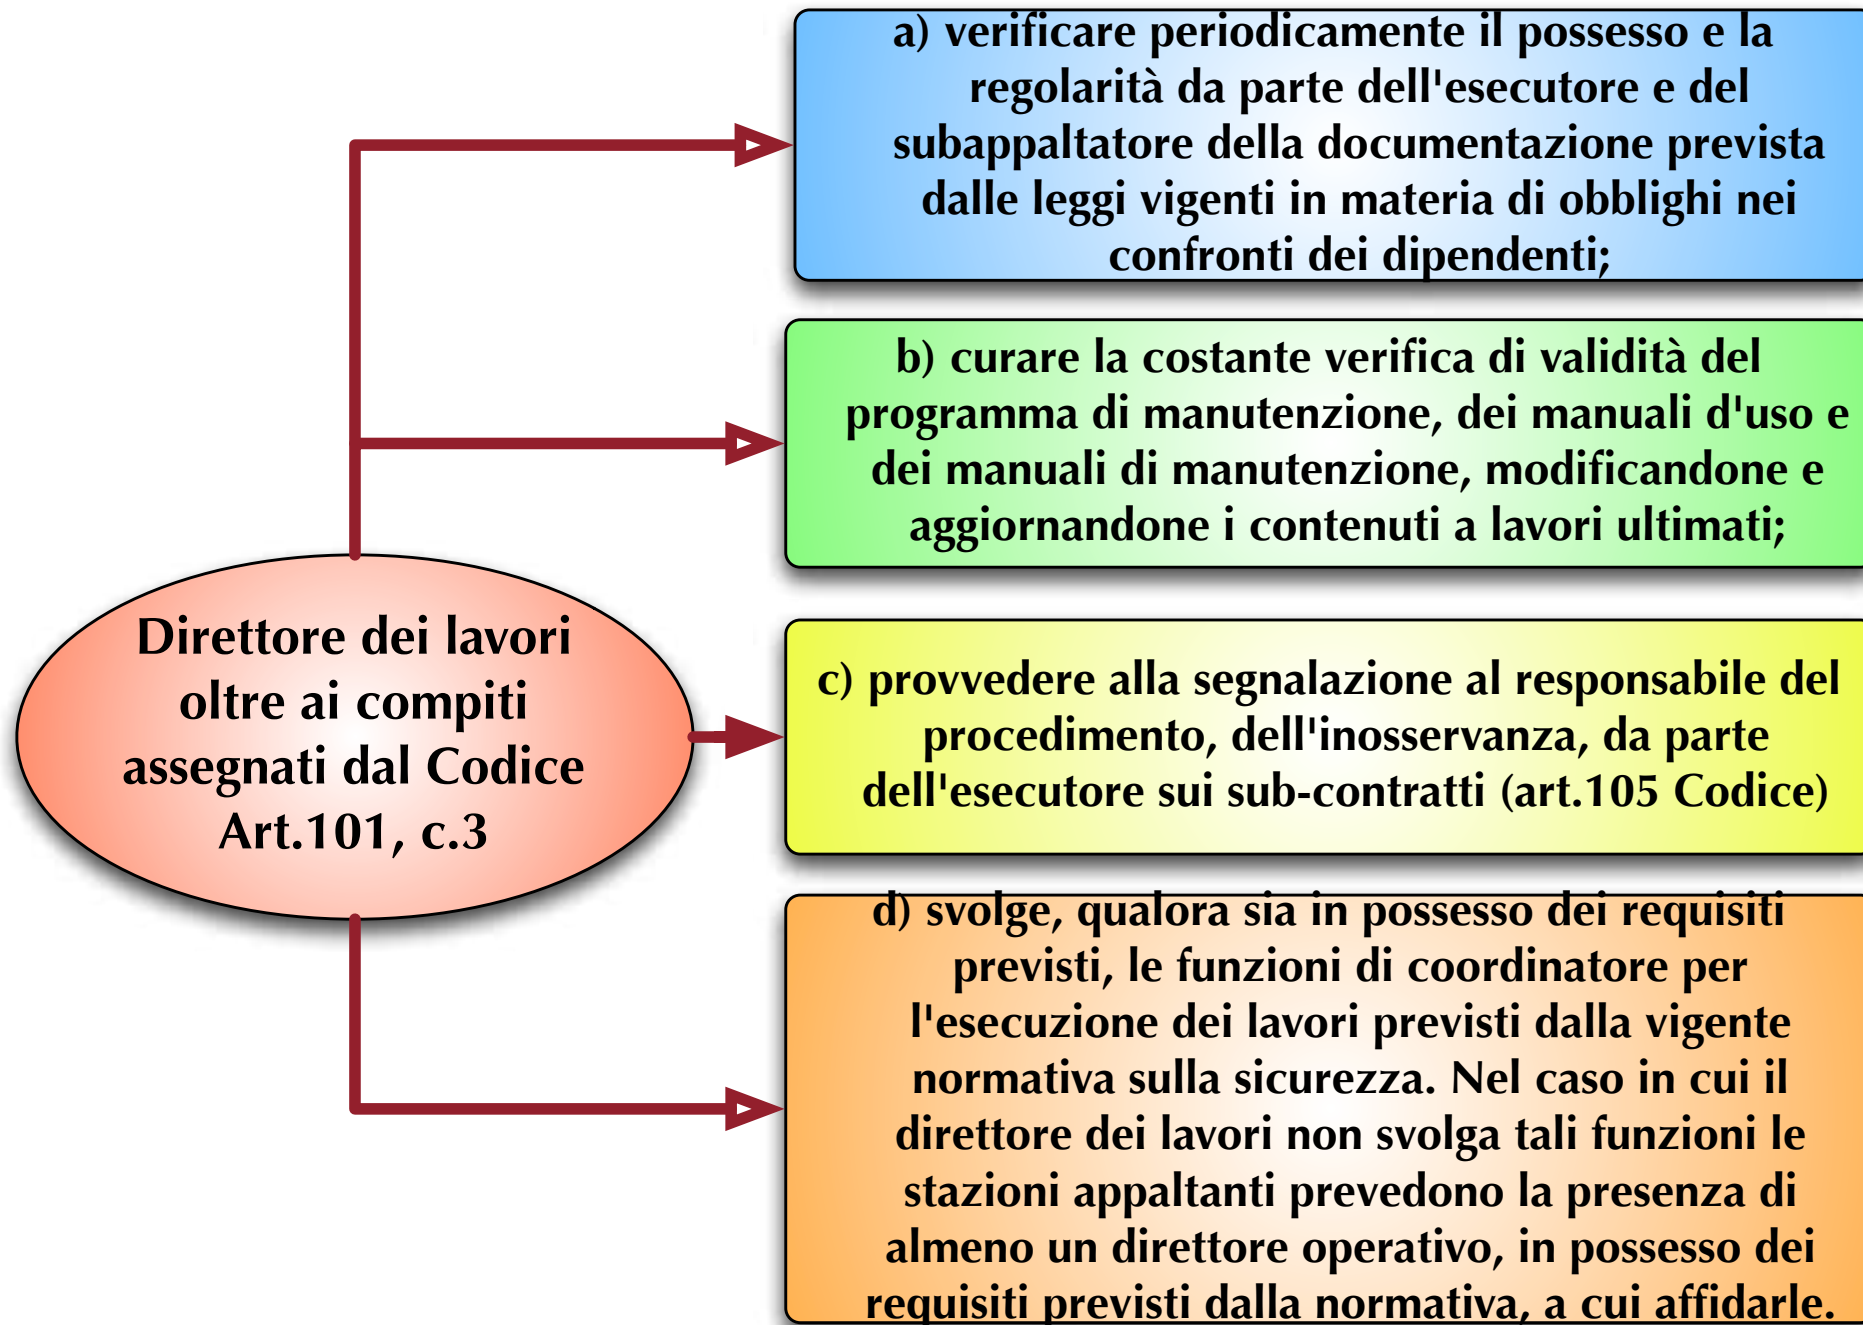 a) verificare periodicamente il possesso e la
regolarità da parte dell'esecutore e del
subappaltatore della documentazione prevista
dalle leggi vigenti in materia di obblighi nei
confronti dei dipendenti;
b) curare la costante verifica di validità del
programma di manutenzione, dei manuali d'uso e
dei manuali di manutenzione, modificandone e
aggiornandone i contenuti a lavori ultimati;
Direttore dei lavori
oltre ai compiti
assegnati dal Codice
Art.101, c.3
c) provvedere alla segnalazione al responsabile del
procedimento, dell'inosservanza, da parte
dell'esecutore sui sub-contratti (art.105 Codice)
d) svolge, qualora sia in possesso dei requisiti
previsti, le funzioni di coordinatore per
l'esecuzione dei lavori previsti dalla vigente
normativa sulla sicurezza. Nel caso in cui il
direttore dei lavori non svolga tali funzioni le
stazioni appaltanti prevedono la presenza di
almeno un direttore operativo, in possesso dei
requisiti previsti dalla normativa, a cui affidarle.